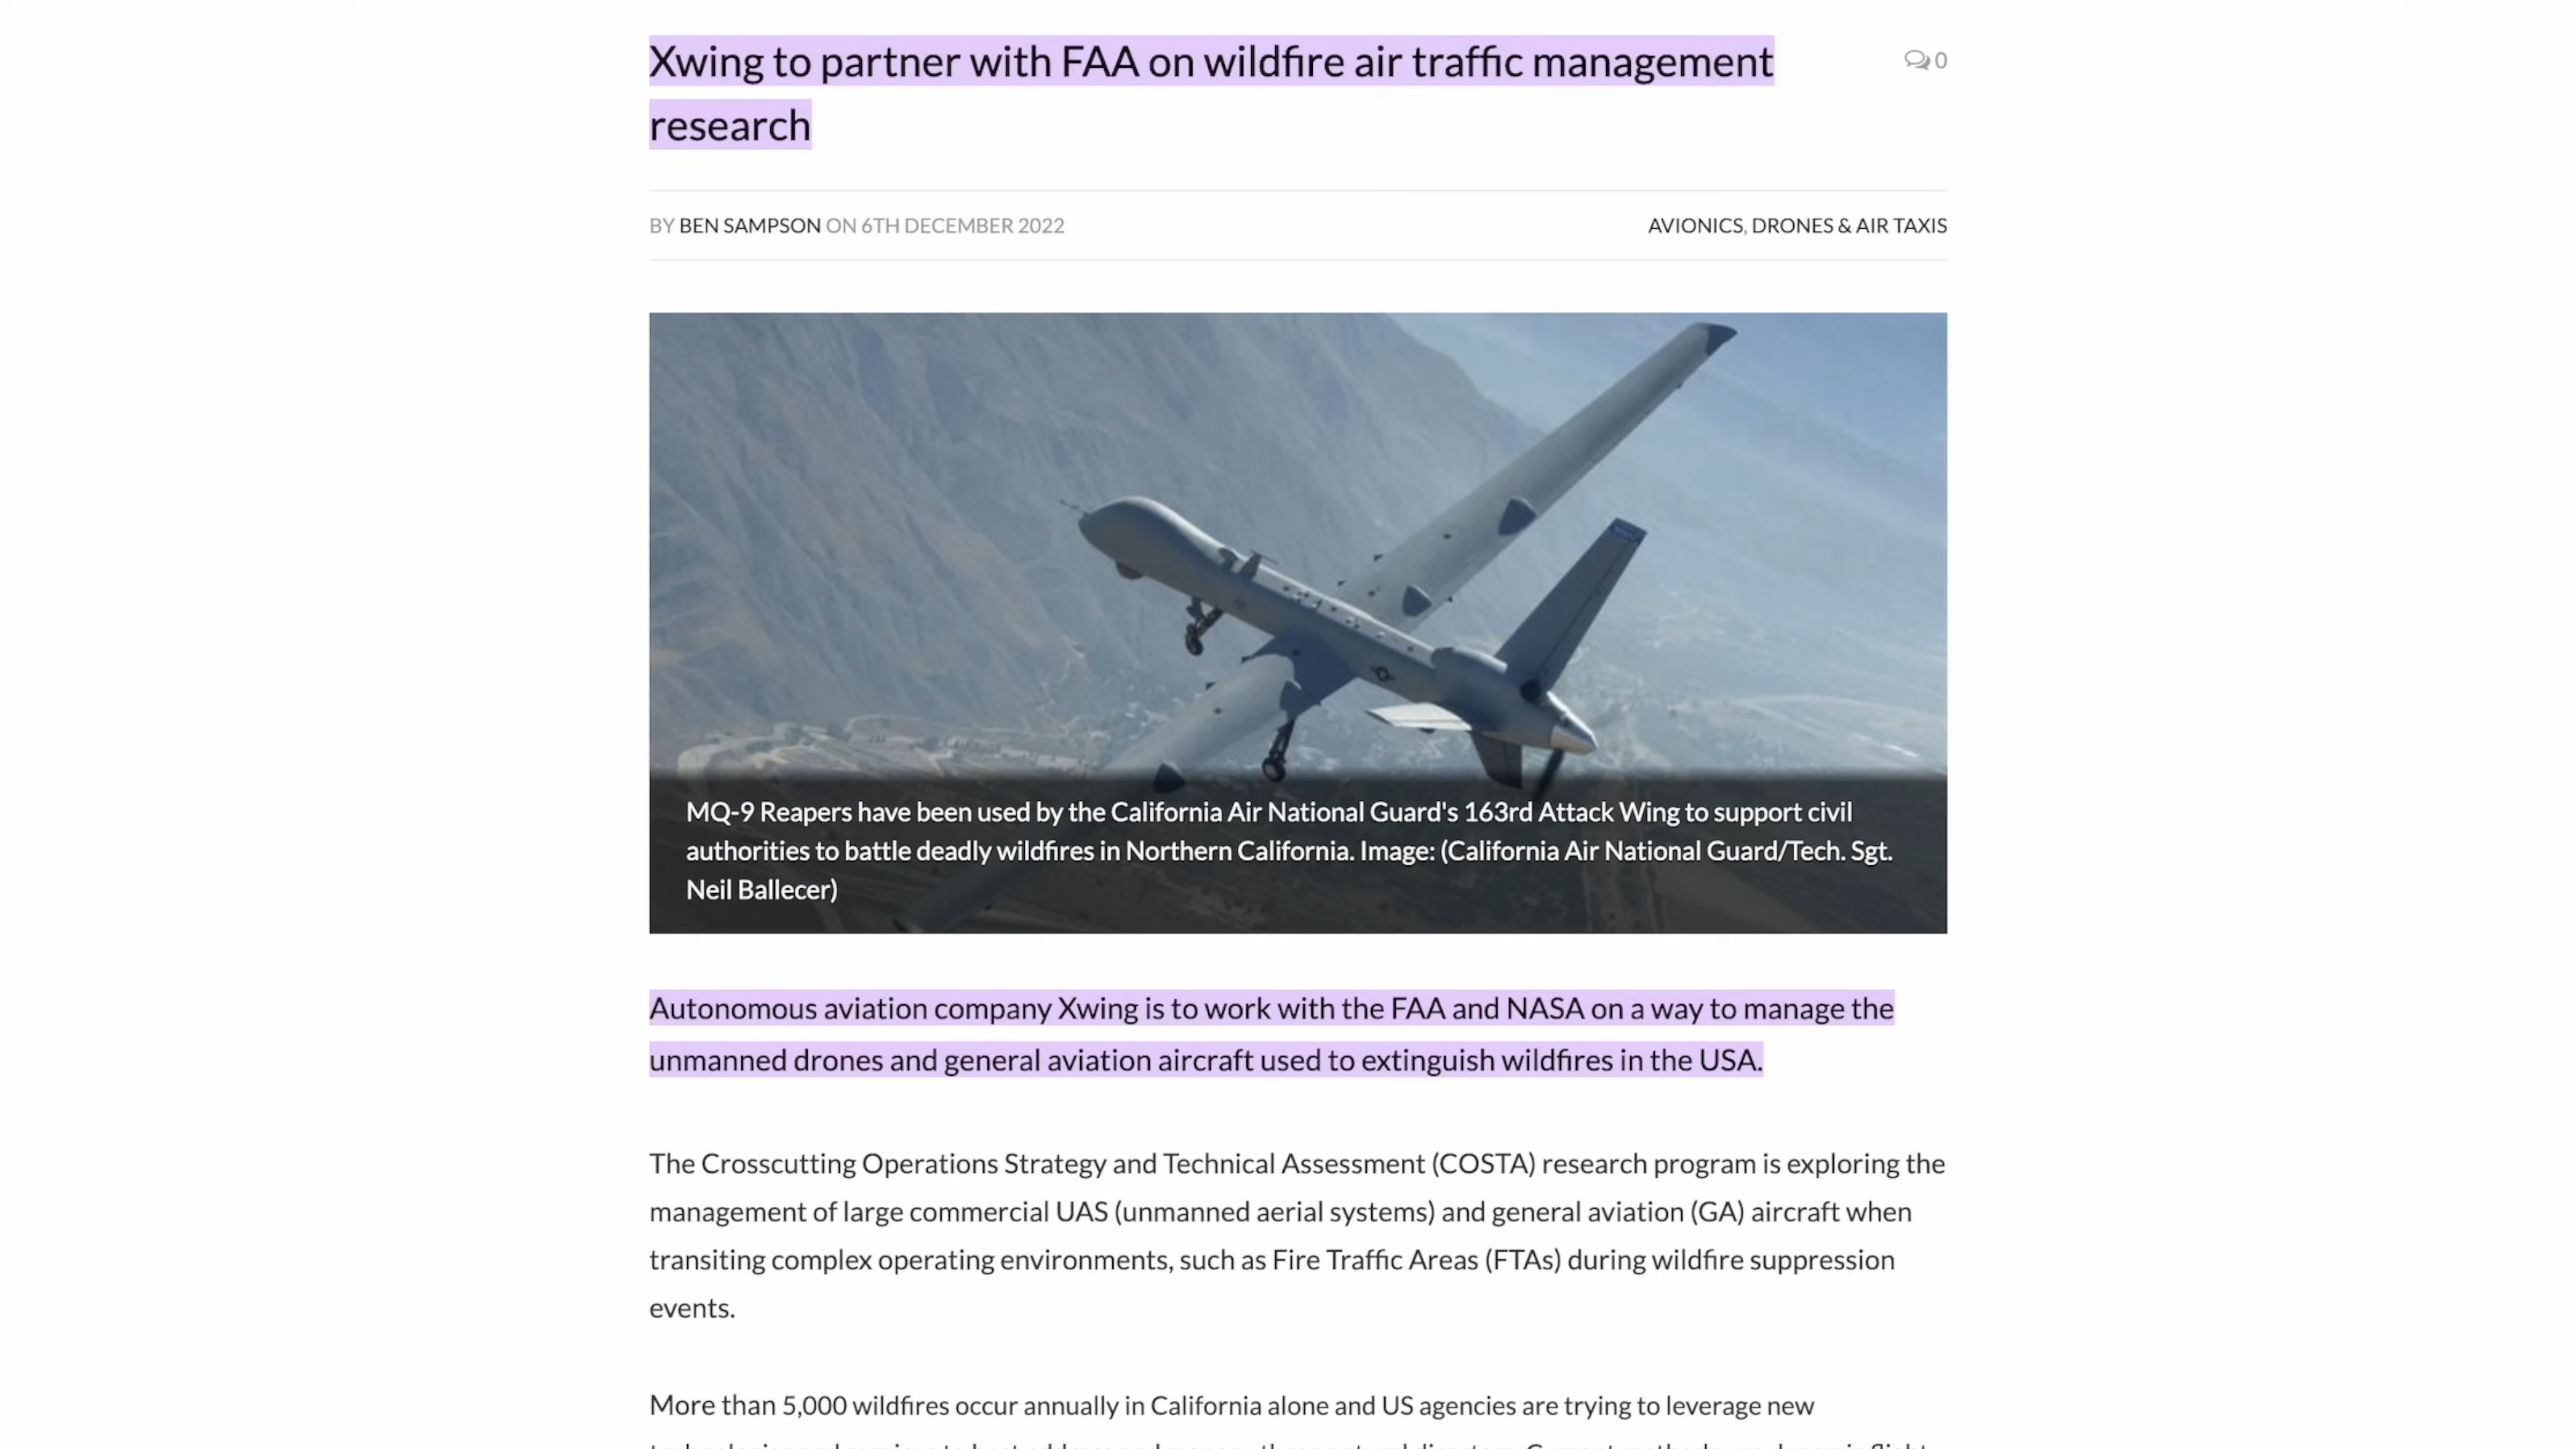 Xwing to partner with FAA on wildfire air traffic management
research
0
BY BEN SAMPSON ON 6TH DECEMBER 2022
AVIONICS, DRONES & AIR TAXIS
MQ-9 Reapers have been used by the California Air National Guard's 163rd Attack Wing to support civil
authorities to battle deadly wildfires in Northern California. Image: (California Air National Guard/Tech. Sgt.
Neil Ballecer)
Autonomous aviation company Xwing is to work with the FAA and NASA on a way to manage the
unmanned drones and general aviation aircraft used to extinguish wildfires in the USA.
The Crosscutting Operations Strategy and Technical Assessment (COSTA) research program is exploring the
management of large commercial UAS (unmanned aerial systems) and general aviation (GA) aircraft when
transiting complex operating environments, such as Fire Traffic Areas (FTAs) during wildfire suppression
events.
More than 5,000 wildfires occur annually in California alone and US agencies are trying to leverage new